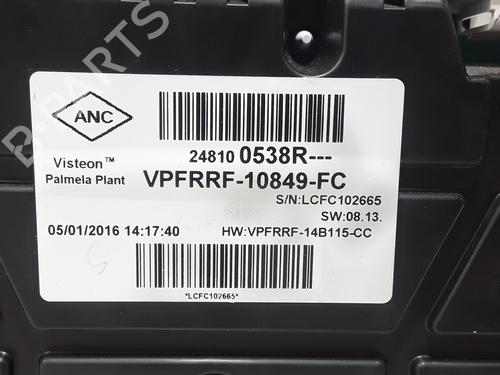 ANC
Visteon™
Palmela Plant
24810 0538R---
VPFRRF-10849-FC
S/N:LCFC102665
SW:08.13.
05/01/2016 14:17:40
HW:VPFRRF-14B115-CC
*LCFC102665*
B-PARTS